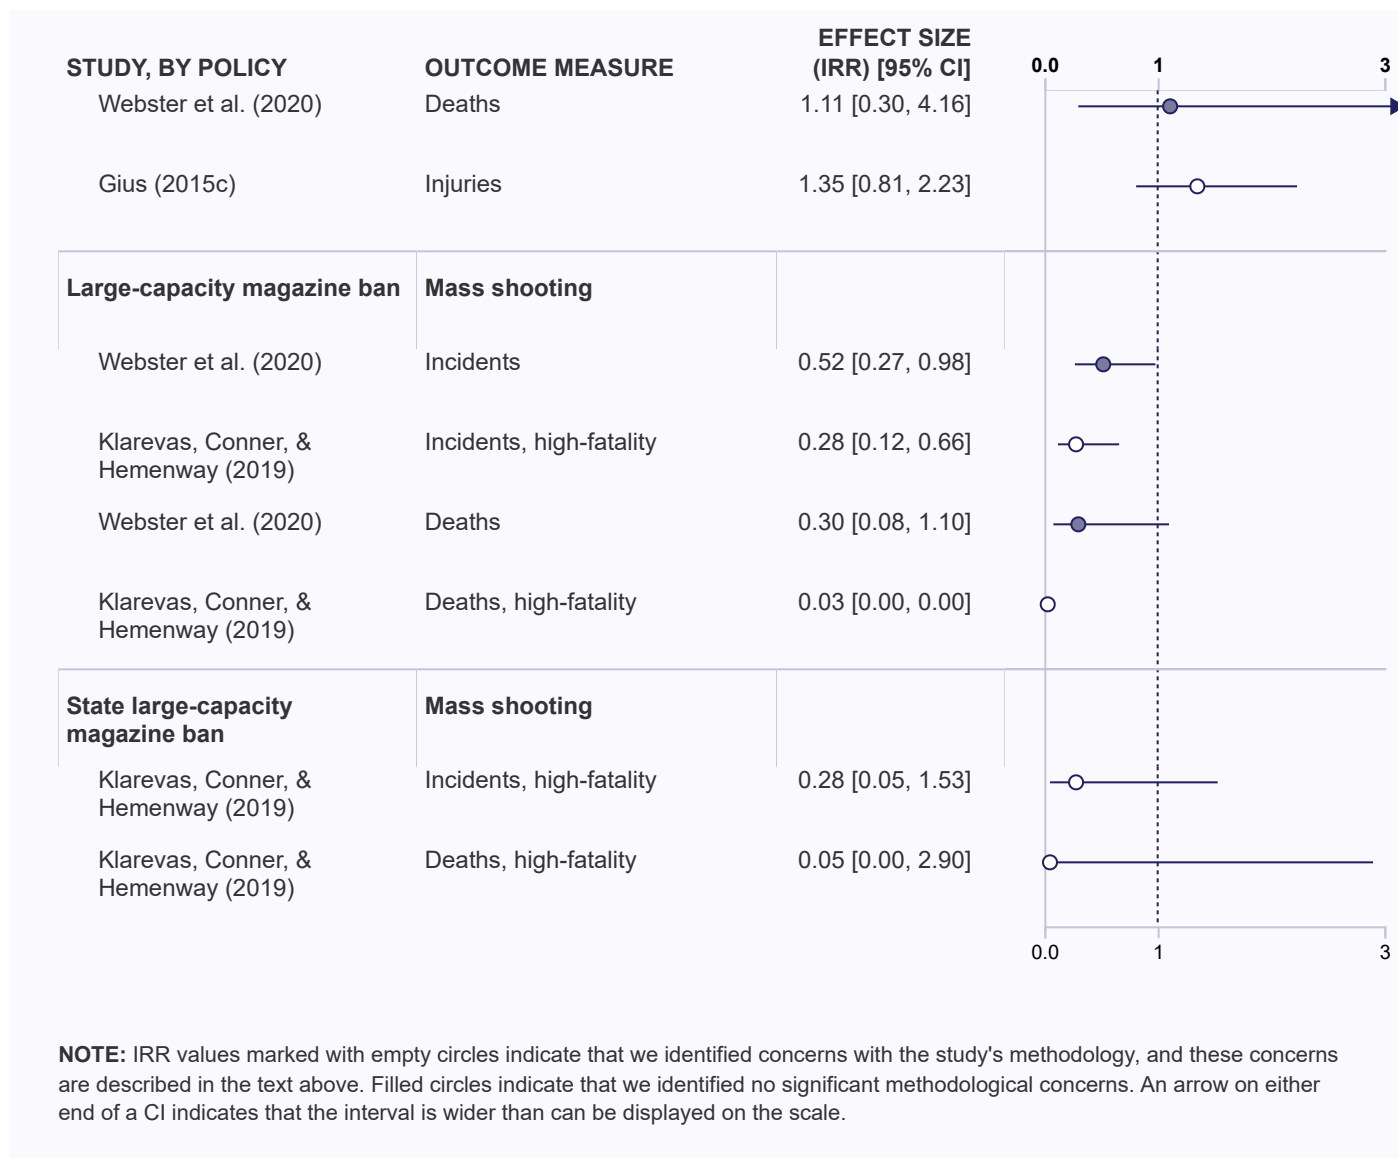 EFFECT SIZE
STUDY, BY POLICY OUTCOME MEASURE (IRR) [95% CI] 0.0 1 3
Webster et al. (2020) Deaths 1.11 [0.30, 4.16]
Gius (2015c) Injuries 1.35 [0.81, 2.23]
Large-capacity magazine ban Mass shooting
Webster et al. (2020) Incidents 0.52 [0.27, 0.98]
Klarevas, Conner, & Incidents, high-fatality 0.28 [0.12, 0.66]
Hemenway (2019)
Webster et al. (2020) Deaths 0.30 [0.08, 1.10]
Klarevas, Conner, & Deaths, high-fatality 0.03 [0.00, 0.00]
Hemenway (2019)
State large-capacity Mass shooting
magazine ban
Klarevas, Conner, & Incidents, high-fatality 0.28 [0.05, 1.53]
Hemenway (2019)
Klarevas, Conner, & Deaths, high-fatality 0.05 [0.00, 2.90]
Hemenway (2019)
0.0 1 3
NOTE: IRR values marked with empty circles indicate that we identified concerns with the study's methodology, and these concerns
are described in the text above. Filled circles indicate that we identified no significant methodological concerns. An arrow on either
end of a CI indicates that the interval is wider than can be displayed on the scale.